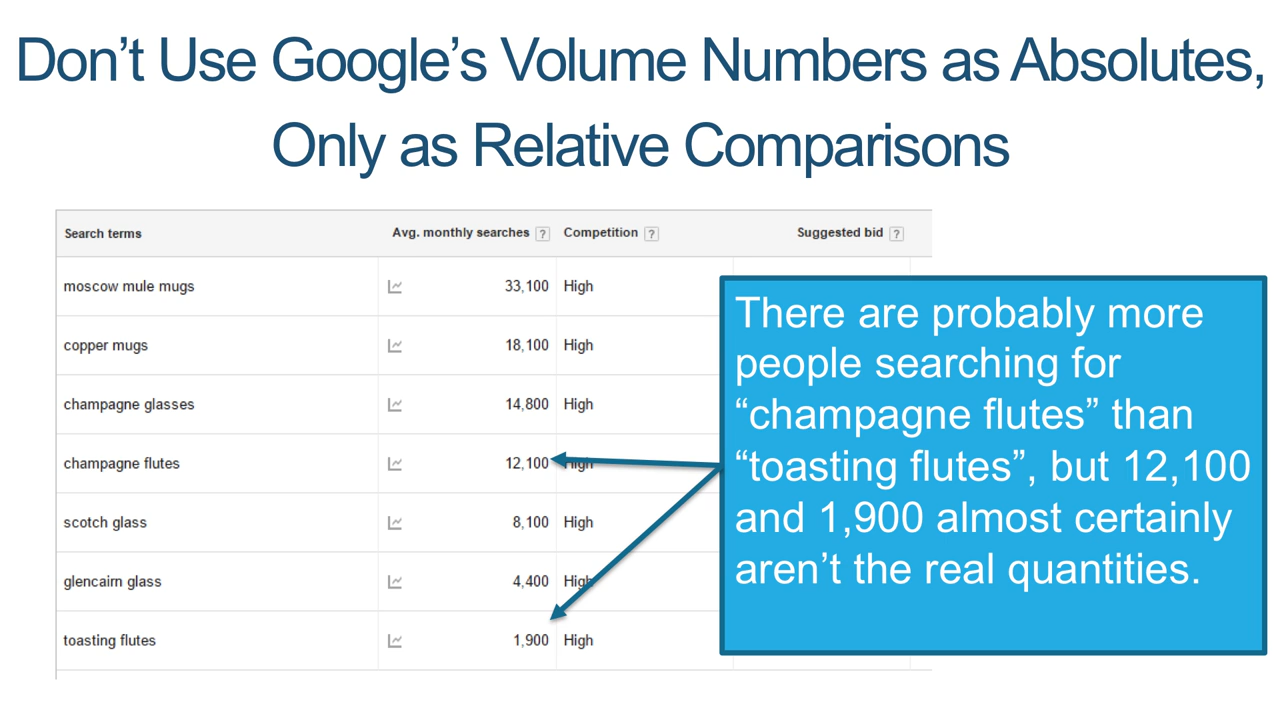 Don’t Use Google’s Volume Numbers as Absolutes,
Only as Relative Comparisons
Search terms Avg. monthly searches ? Competition ? Suggested bid ?
moscow mule mugs 33,100 High
copper mugs 18,100 High
champagne glasses 14,800 High
champagne flutes 12,100 High
scotch glass 8,100 High
glencairn glass 4,400 High
toasting flutes 1,900 High
There are probably more
people searching for
“champagne flutes” than
“toasting flutes”, but 12,100
and 1,900 almost certainly
aren’t the real quantities.